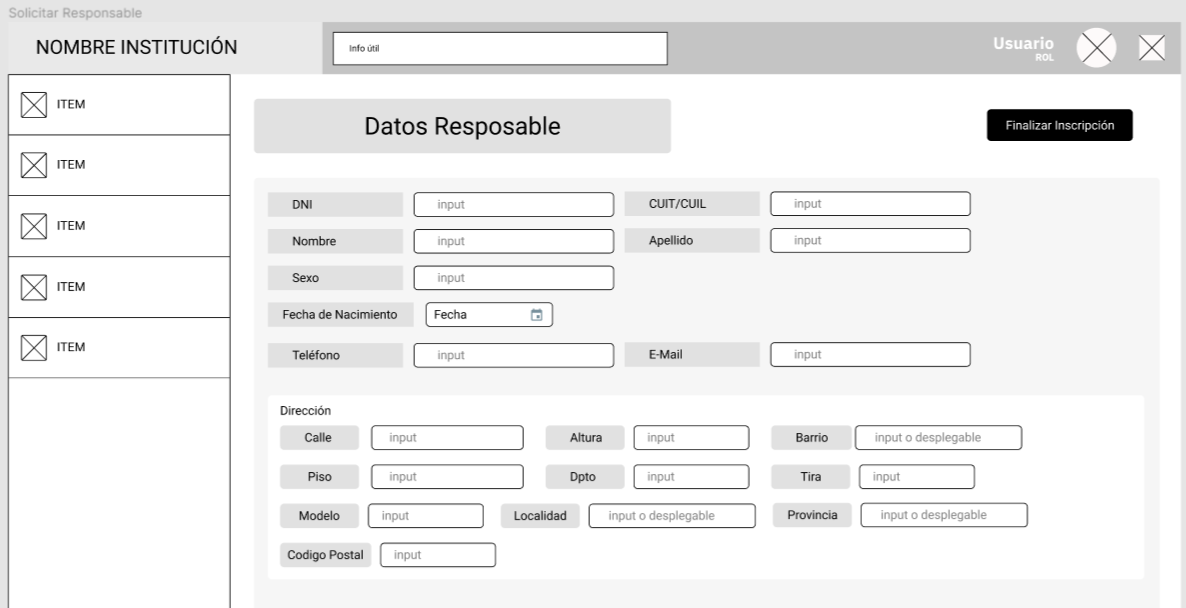 Solicitar Responsable
NOMBRE INSTITUCIÓN
Info útil
Usuario
ROL
ITEM
ITEM
ITEM
ITEM
ITEM
Datos Resposable
Finalizar Inscripción
DNI input CUIT/CUIL input
Nombre input Apellido input
Sexo input
Fecha de Nacimiento Fecha
Teléfono input E-Mail input
Dirección
Calle input Altura input Barrio input o desplegable
Piso input Dpto input Tira input
Modelo input Localidad input o desplegable Provincia input o desplegable
Codigo Postal input